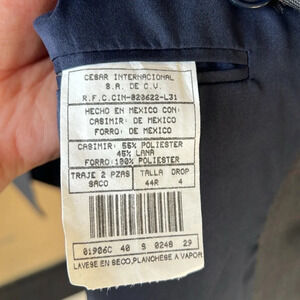 CESAR INTERNACIONAL
S.A. DE C.V.
R.F.C.CIN-820622-L31
HECHO EN MEXICO CON
CASIMIR: DE MEXICO
FORRO: DE MEXICO
CASIMIR: 55% POLIESTER
45% LANA
FORRO: 100% POLIESTER
TRAJE 2 PZAS TALLA DROP
SACO 44R 4
01906C 40 S 0248 29
LAVESE EN SECO,PLANCHESE A VAPOR